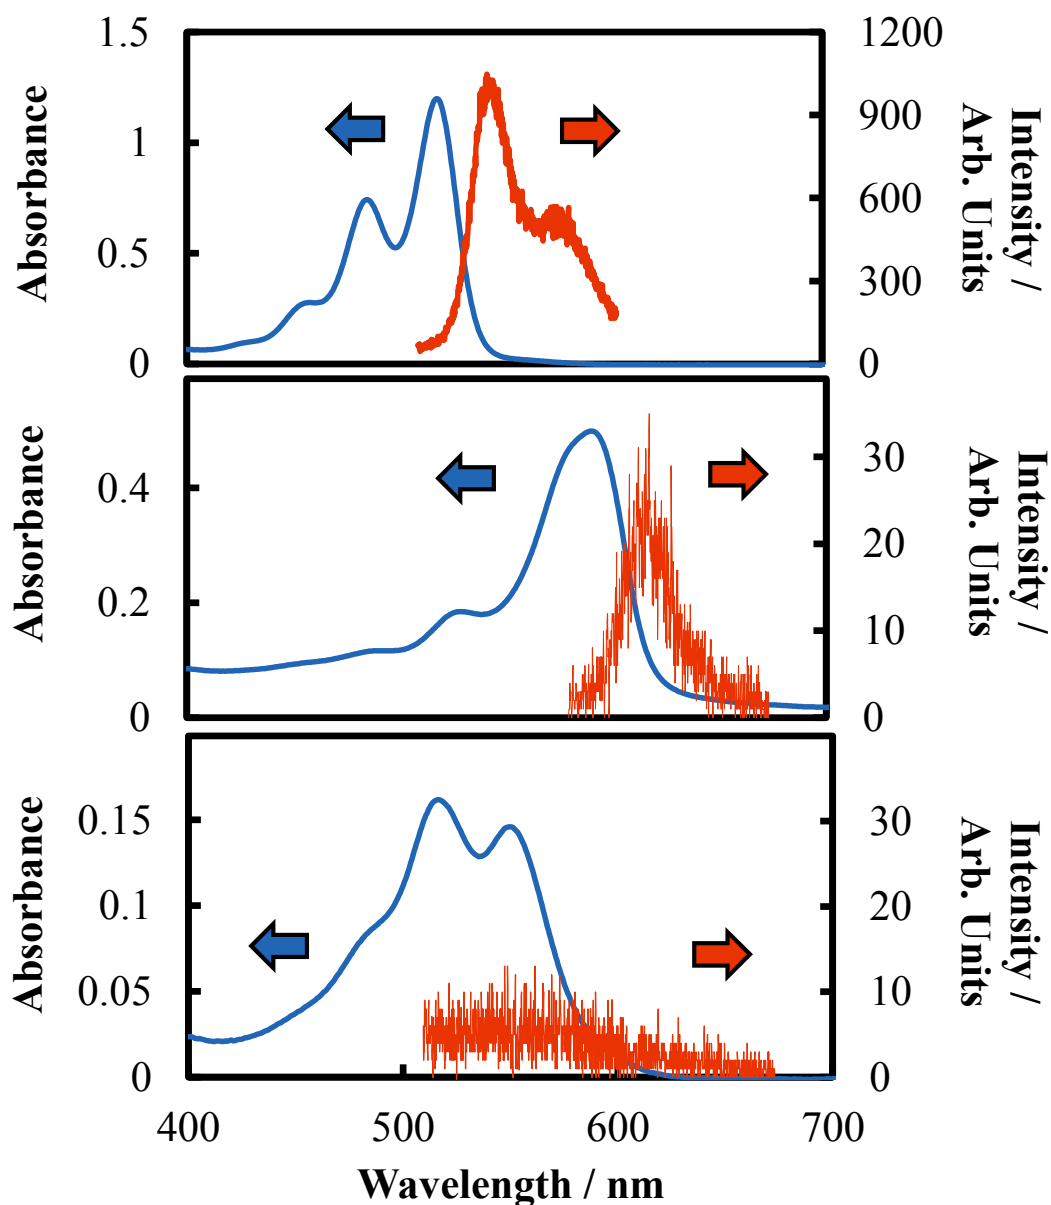 1.5
1
0.5
0
Absorbance
1200
900
600
300
0
Intensity /
Arb. Units
0.4
0.2
0
Absorbance
30
20
10
0
Intensity /
Arb. Units
0.15
0.1
0.05
0
Absorbance
30
20
10
0
Intensity /
Arb. Units
400 500 600 700
Wavelength / nm